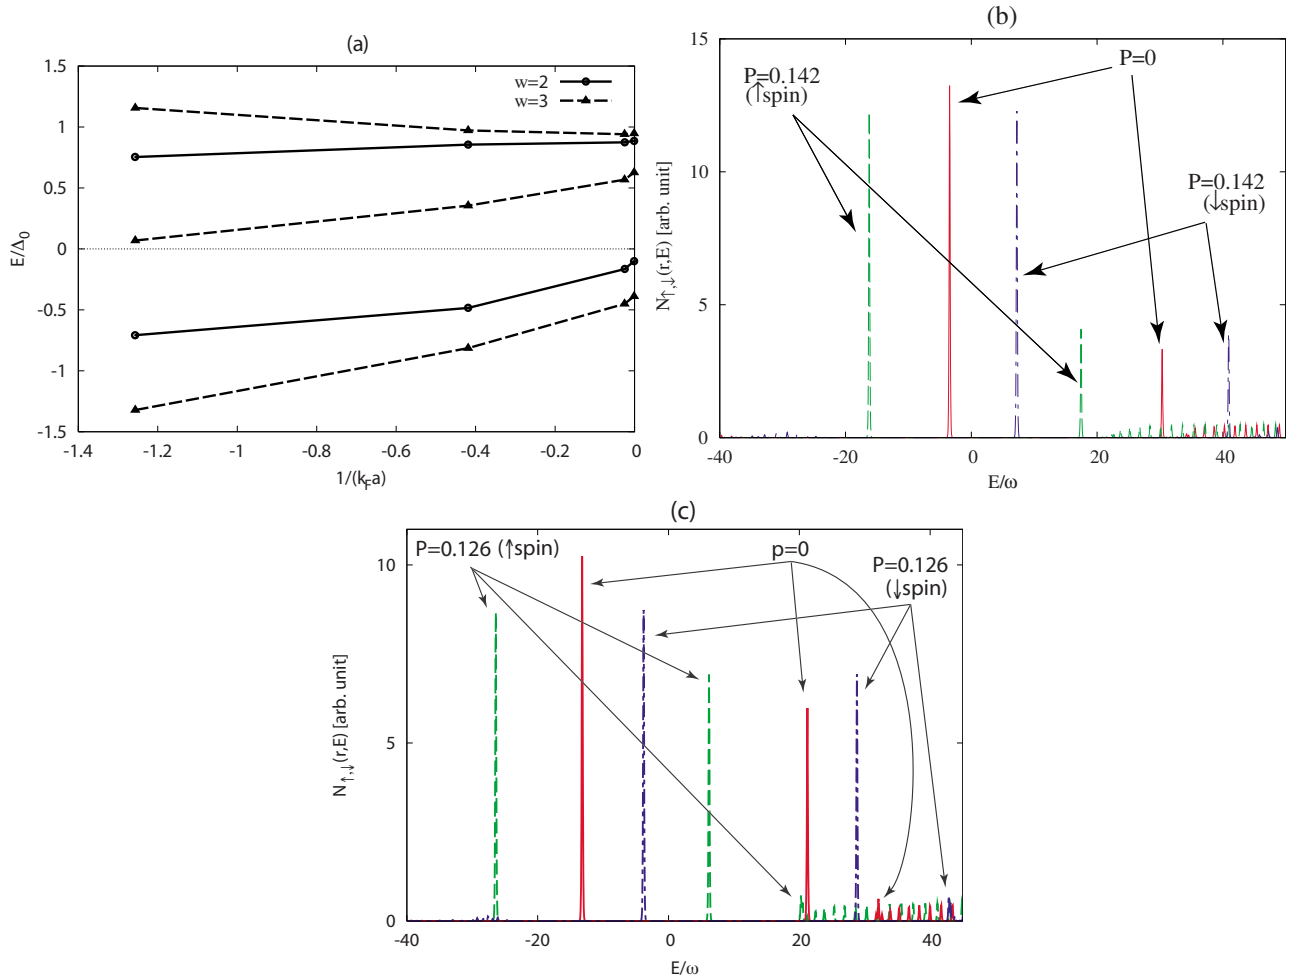 (a)
1.5
1
0.5
0
-0.5
-1
-1.5
E/Δ0
w=2
w=3
-1.4
-1.2
-1
-0.8
-0.6
-0.4
-0.2
0
1/(kFa)
(b)
15
10
5
0
N↑,↓(r,E) [arb. unit]
P=0.142
(↑spin)
P=0
P=0.142
(↓spin)
-40
-20
0
20
40
E/ω
(c)
10
5
0
N↑,↓(r,E) [arb. unit]
P=0.126 (↑spin)
p=0
P=0.126
(↓spin)
-40
-20
0
20
40
E/ω